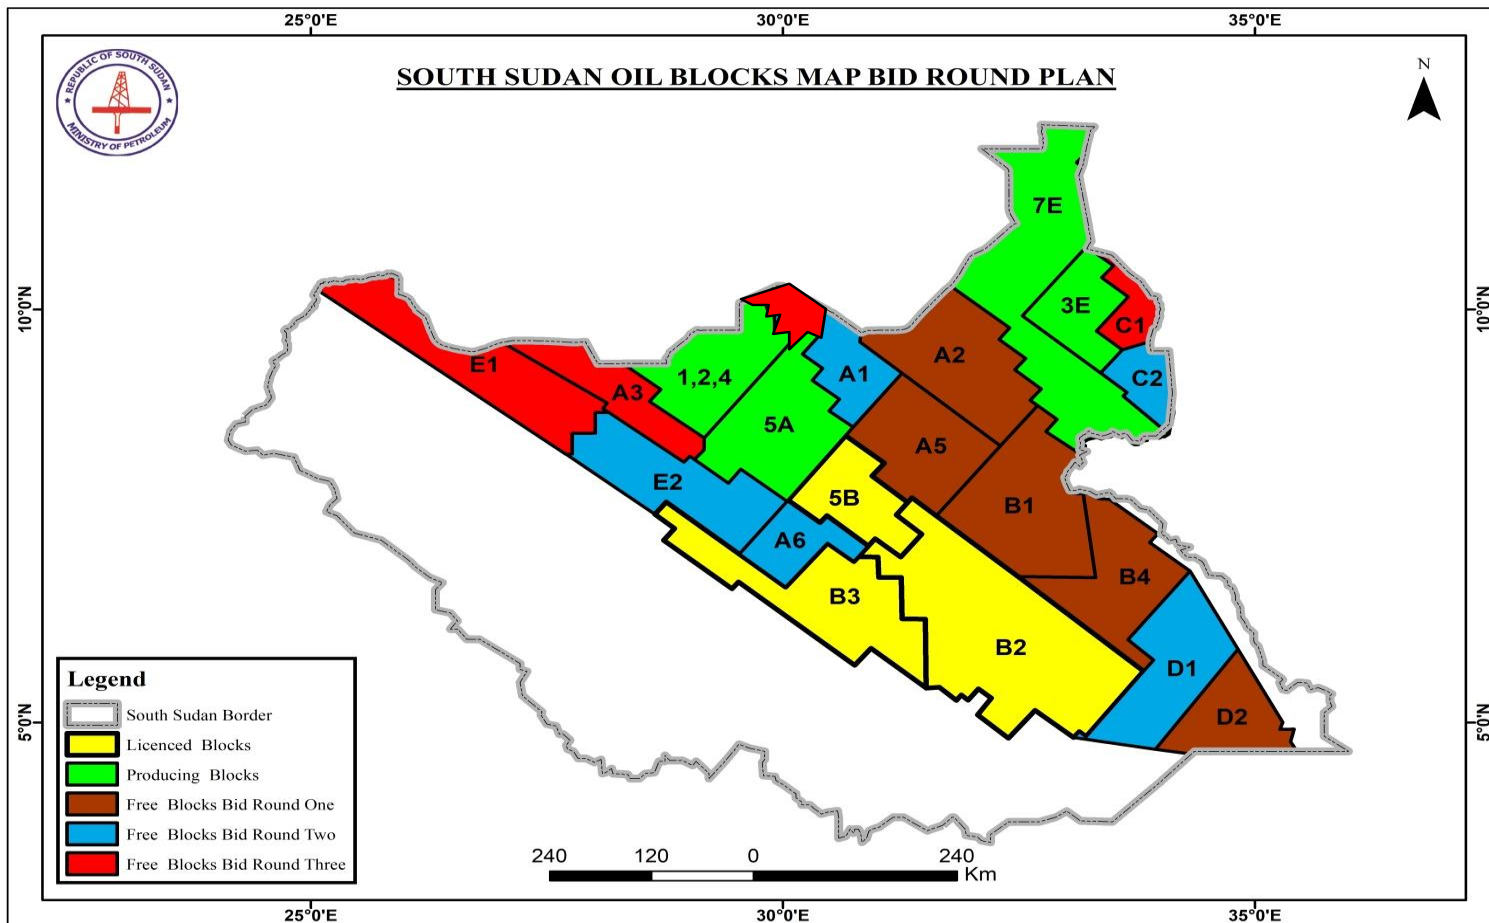 25°0'E 30°0'E 35°0'E
REPUBLIC OF SOUTH SUDAN
MINISTRY OF PETROLEUM
SOUTH SUDAN OIL BLOCKS MAP BID ROUND PLAN
N
7E
10°0'N
10°0'N
3E
C1
E1
A3
1,2,4
A1
A2
C2
5A
A5
E2
5B
B1
A6
B4
B3
B2
D1
D2
5°0'N
5°0'N
Legend
South Sudan Border
Licenced Blocks
Producing Blocks
Free Blocks Bid Round One
Free Blocks Bid Round Two
Free Blocks Bid Round Three
240 120 0 240
Km
25°0'E 30°0'E 35°0'E